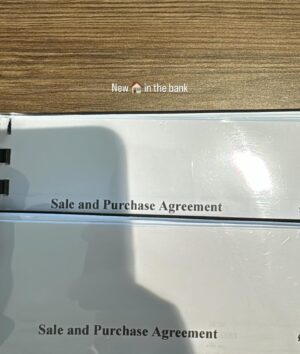 New 🏠 in the bank
Sale and Purchase Agreement
Sale and Purchase Agreement